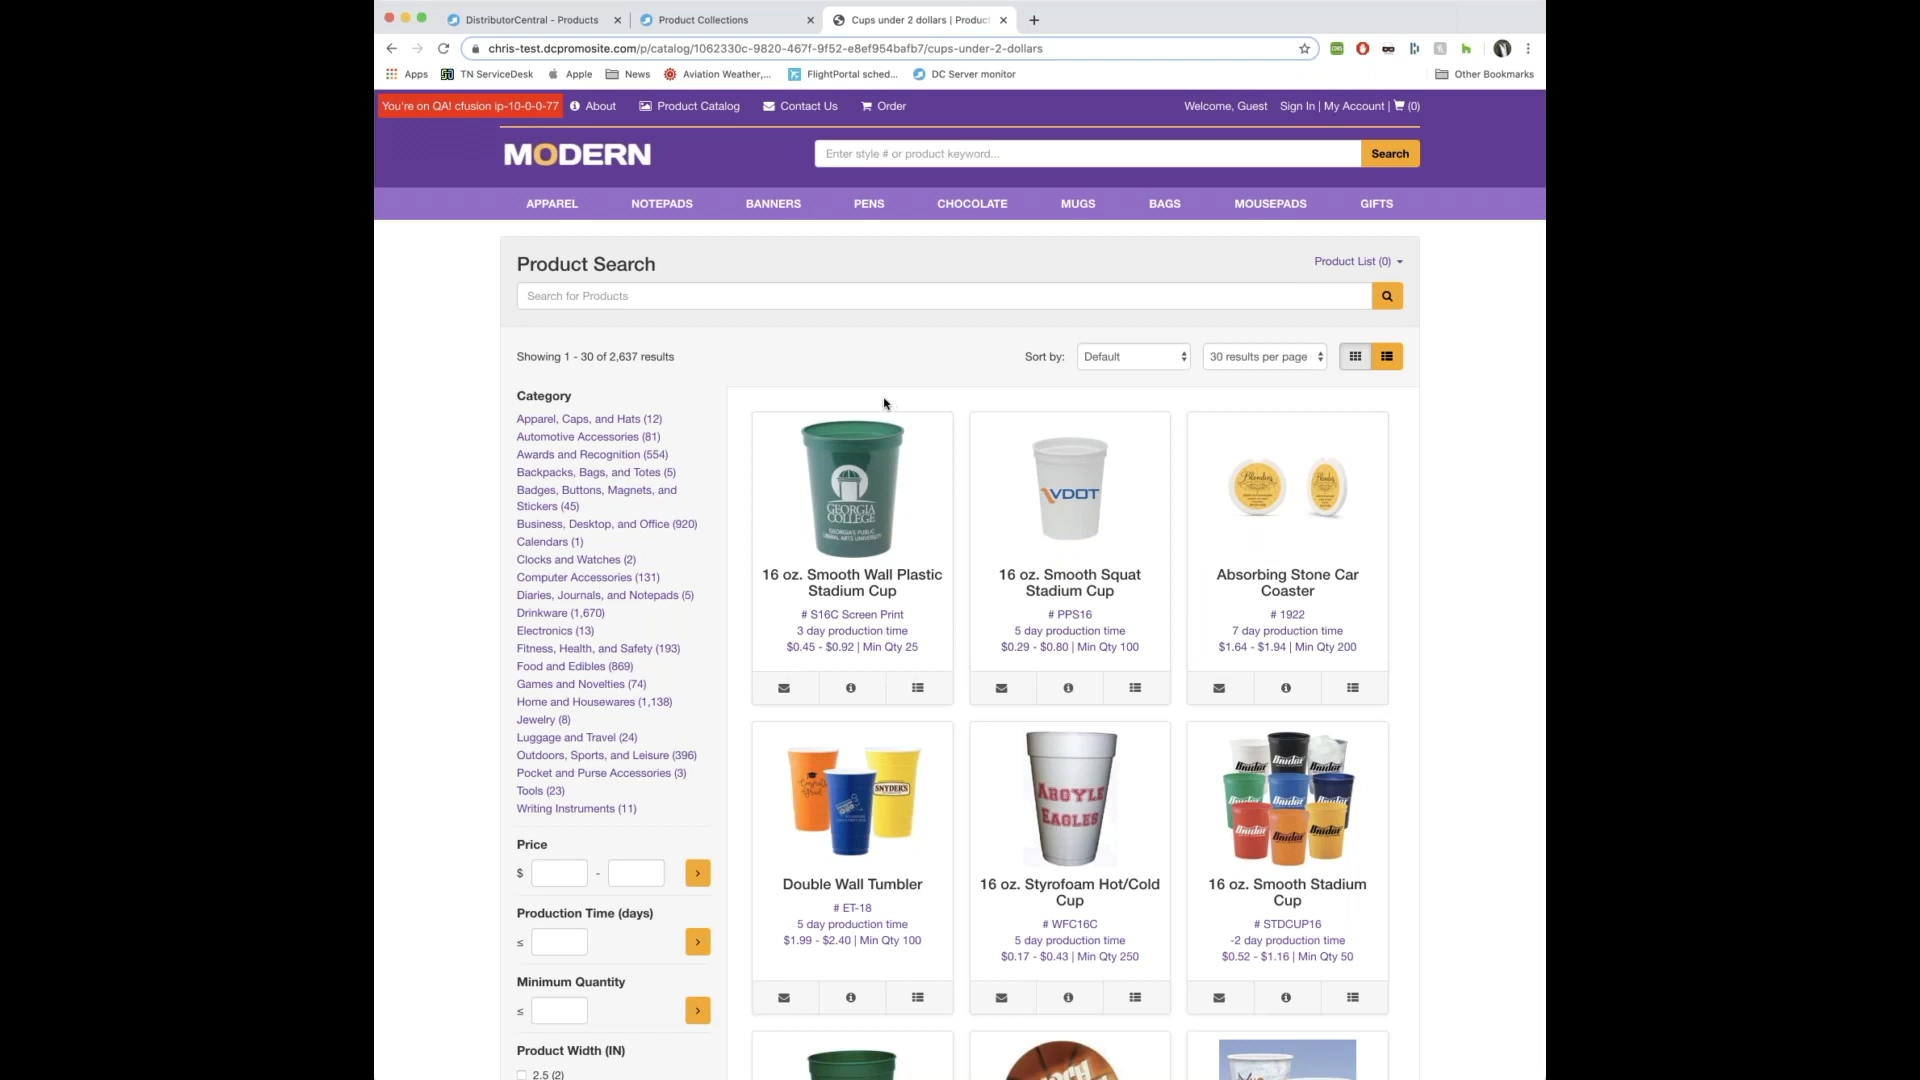 DistributorCentral - Products
Product Collections
Cups under 2 dollars | Product
chris-test.dcpromosite.com/p/catalog/1062330c-9820-467f-9f52-e8ef954bafb7/cups-under-2-dollars
Apps TN ServiceDesk Apple News Aviation Weather,... FlightPortal sched... DC Server monitor Other Bookmarks
You're on QA! cfusion ip-10-0-0-77 About Product Catalog Contact Us Order Welcome, Guest Sign In | My Account | (0)
MODERN
Enter style # or product keyword... Search
APPAREL NOTEPADS BANNERS PENS CHOCOLATE MUGS BAGS MOUSEPADS GIFTS
Product Search
Product List (0)
Search for Products
Showing 1 - 30 of 2,637 results
Sort by: Default 30 results per page
Category
Apparel, Caps, and Hats (12)
Automotive Accessories (81)
Awards and Recognition (554)
Backpacks, Bags, and Totes (5)
Badges, Buttons, Magnets, and
Stickers (45)
Business, Desktop, and Office (920)
Calendars (1)
Clocks and Watches (2)
Computer Accessories (131)
Diaries, Journals, and Notepads (5)
Drinkware (1,670)
Electronics (13)
Fitness, Health, and Safety (193)
Food and Edibles (869)
Games and Novelties (74)
Home and Housewares (1,138)
Jewelry (8)
Luggage and Travel (24)
Outdoors, Sports, and Leisure (396)
Pocket and Purse Accessories (3)
Tools (23)
Writing Instruments (11)
Price
$ -
Production Time (days)
≤
Minimum Quantity
≤
Product Width (IN)
2.5 (2)
GEORGIA
COLLEGE
GEORGIA'S PUBLIC
LIBERAL ARTS UNIVERSITY
16 oz. Smooth Wall Plastic
Stadium Cup
# S16C Screen Print
3 day production time
$0.45 - $0.92 | Min Qty 25
VDOT
16 oz. Smooth Squat
Stadium Cup
# PPS16
5 day production time
$0.29 - $0.80 | Min Qty 100
Blondies
Absorbing Stone Car
Coaster
# 1922
7 day production time
$1.64 - $1.94 | Min Qty 200
SNYDER'S
Double Wall Tumbler
# ET-18
5 day production time
$1.99 - $2.40 | Min Qty 100
ARGYLE
EAGLES
16 oz. Styrofoam Hot/Cold
Cup
# WFC16C
5 day production time
$0.17 - $0.43 | Min Qty 250
16 oz. Smooth Stadium
Cup
# STDCUP16
-2 day production time
$0.52 - $1.16 | Min Qty 50